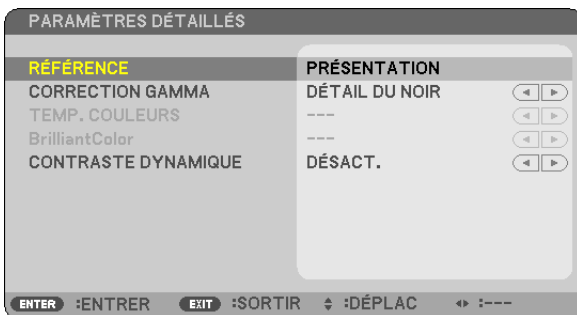 PARAMÈTRES DÉTAILLÉS
RÉFÉRENCE PRÉSENTATION
CORRECTION GAMMA DÉTAIL DU NOIR
TEMP. COULEURS ---
BrilliantColor ---
CONTRASTE DYNAMIQUE DÉSACT.
ENTER :ENTRER EXIT :SORTIR :DÉPLAC :---